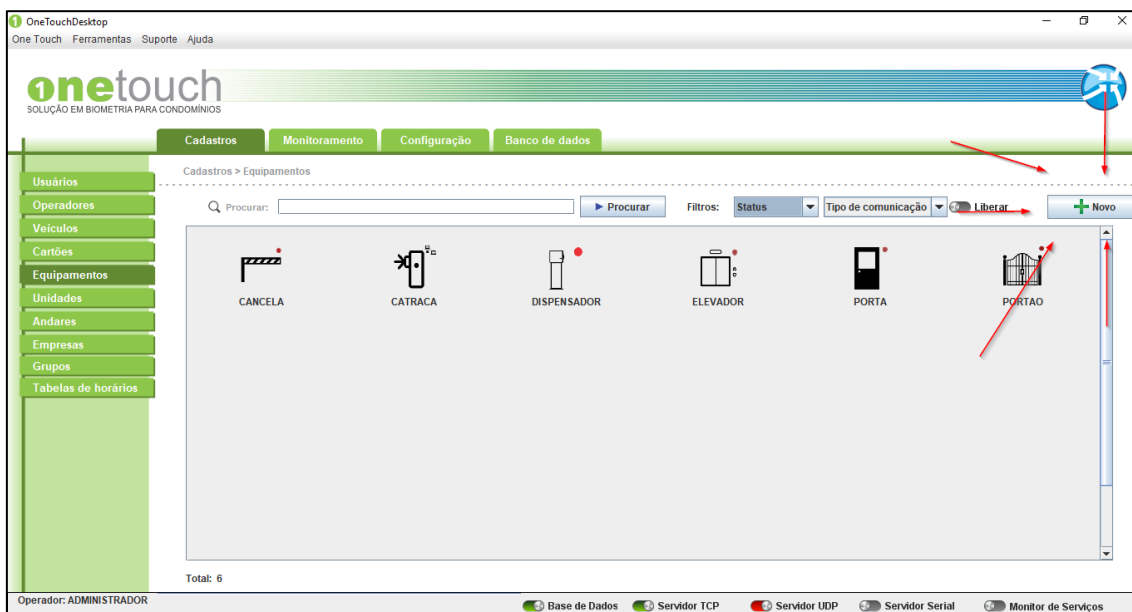 OneTouchDesktop
One Touch Ferramentas Suporte Ajuda
onetouch
SOLUÇÃO EM BIOMETRIA PARA CONDOMÍNIOS
Cadastros Monitoramento Configuração Banco de dados
Cadastros > Equipamentos
Usuários
Operadores
Veiculos
Cartões
Equipamentos
Unidades
Andares
Empresas
Grupos
Tabelas de horários
Procurar: Procurar Filtros: Status Tipo de comunicação Liberar Novo
CANCELA CATRACA DISPENSADOR ELEVADOR PORTA PORTAO
Total: 6
Operador: ADMINISTRADOR Base de Dados Servidor TCP Servidor UDP Servidor Serial Monitor de Serviços